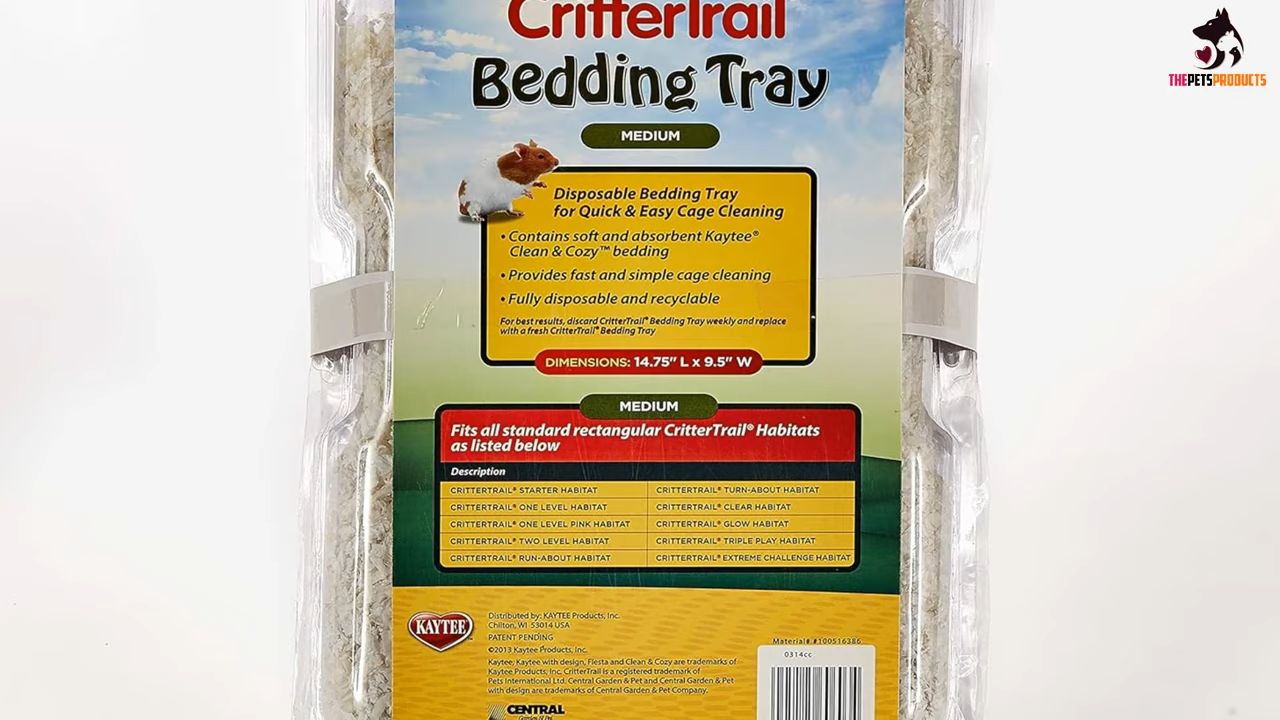 CritterTrail
THEPETSPRODUCTS
Bedding Tray
MEDIUM
Disposable Bedding Tray
for Quick & Easy Cage Cleaning
• Contains soft and absorbent Kaytee®
Clean & Cozy™ bedding
• Provides fast and simple cage cleaning
• Fully disposable and recyclable
For best results, discard CritterTrail® Bedding Tray weekly and replace
with a fresh CritterTrail® Bedding Tray
DIMENSIONS: 14.75" L x 9.5" W
MEDIUM
Fits all standard rectangular CritterTrail® Habitats
as listed below
Description
CRITTERTRAIL® STARTER HABITAT CRITTERTRAIL® TURN-ABOUT HABITAT
CRITTERTRAIL® ONE LEVEL HABITAT CRITTERTRAIL® CLEAR HABITAT
CRITTERTRAIL® ONE LEVEL PINK HABITAT CRITTERTRAIL® GLOW HABITAT
CRITTERTRAIL® TWO LEVEL HABITAT CRITTERTRAIL® TRIPLE PLAY HABITAT
CRITTERTRAIL® RUN-ABOUT HABITAT CRITTERTRAIL® EXTREME CHALLENGE HABITAT
KAYTEE
Distributed by: KAYTEE Products, Inc.
Chilton, WI 53014 USA
PATENT PENDING
©2013 Kaytee Products, Inc.
Kaytee, Kaytee with design, Fiesta and Clean & Cozy are trademarks of
Kaytee Products, Inc. CritterTrail is a registered trademark of
Pets International Ltd. Central Garden & Pet and Central Garden & Pet
with design are trademarks of Central Garden & Pet Company.
Material# #100516386
0314cc
CENTRAL
Garden & Pet